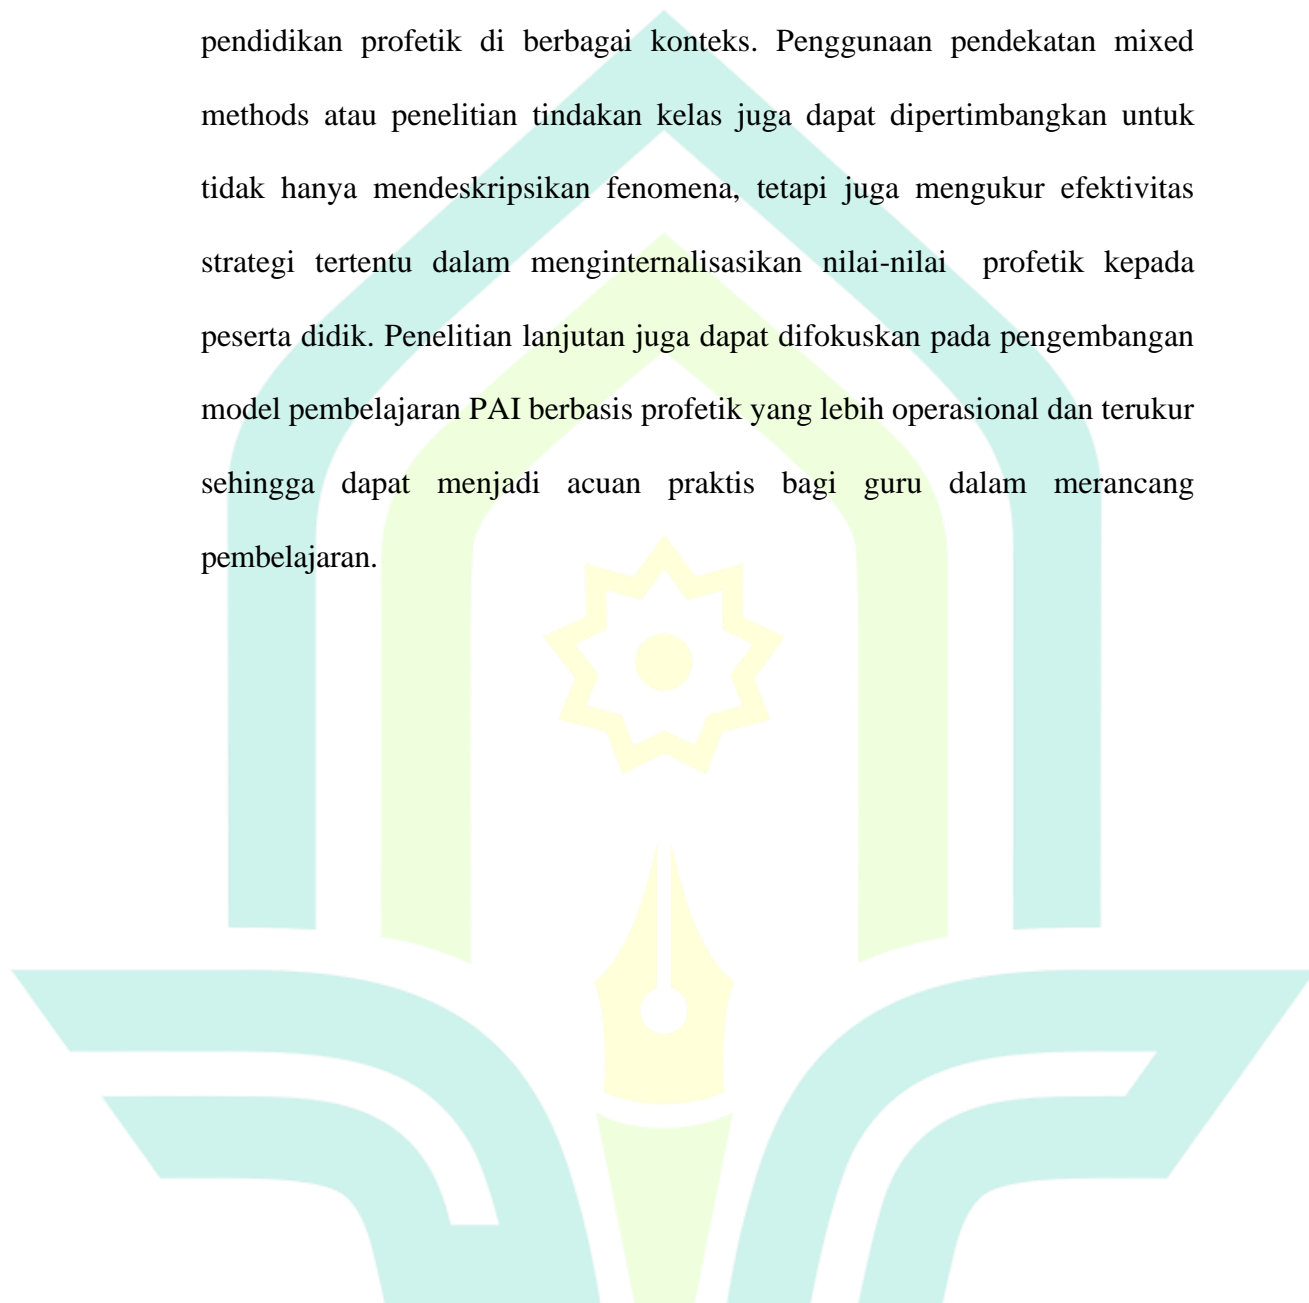 pendidikan profetik di berbagai konteks. Penggunaan pendekatan mixed
methods atau penelitian tindakan kelas juga dapat dipertimbangkan untuk
tidak hanya mendeskripsikan fenomena, tetapi juga mengukur efektivitas
strategi tertentu dalam menginternalisasikan nilai-nilai profetik kepada
peserta didik. Penelitian lanjutan juga dapat difokuskan pada pengembangan
model pembelajaran PAI berbasis profetik yang lebih operasional dan terukur
sehingga dapat menjadi acuan praktis bagi guru dalam merancang
pembelajaran.